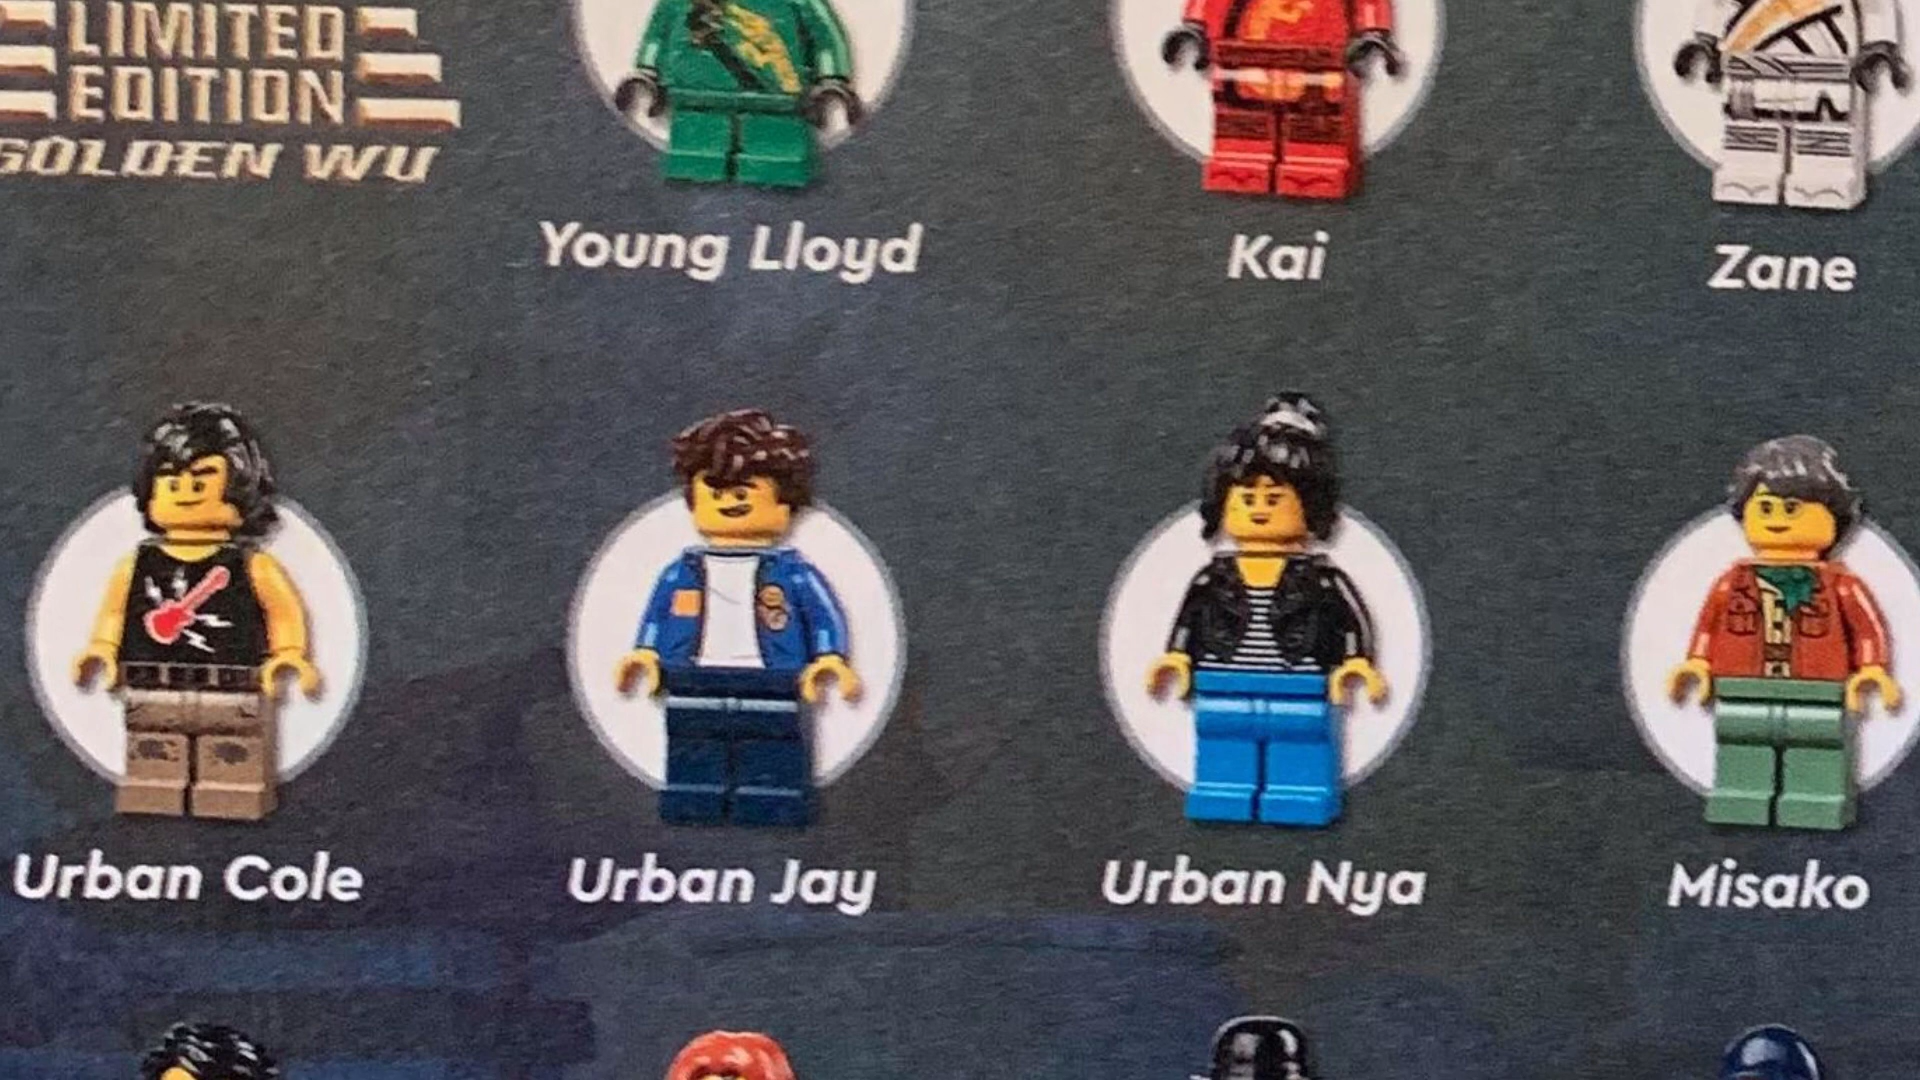 LIMITED
EDITION
GOLDEN WU
Young Lloyd
Kai
Zane
Urban Cole
Urban Jay
Urban Nya
Misako